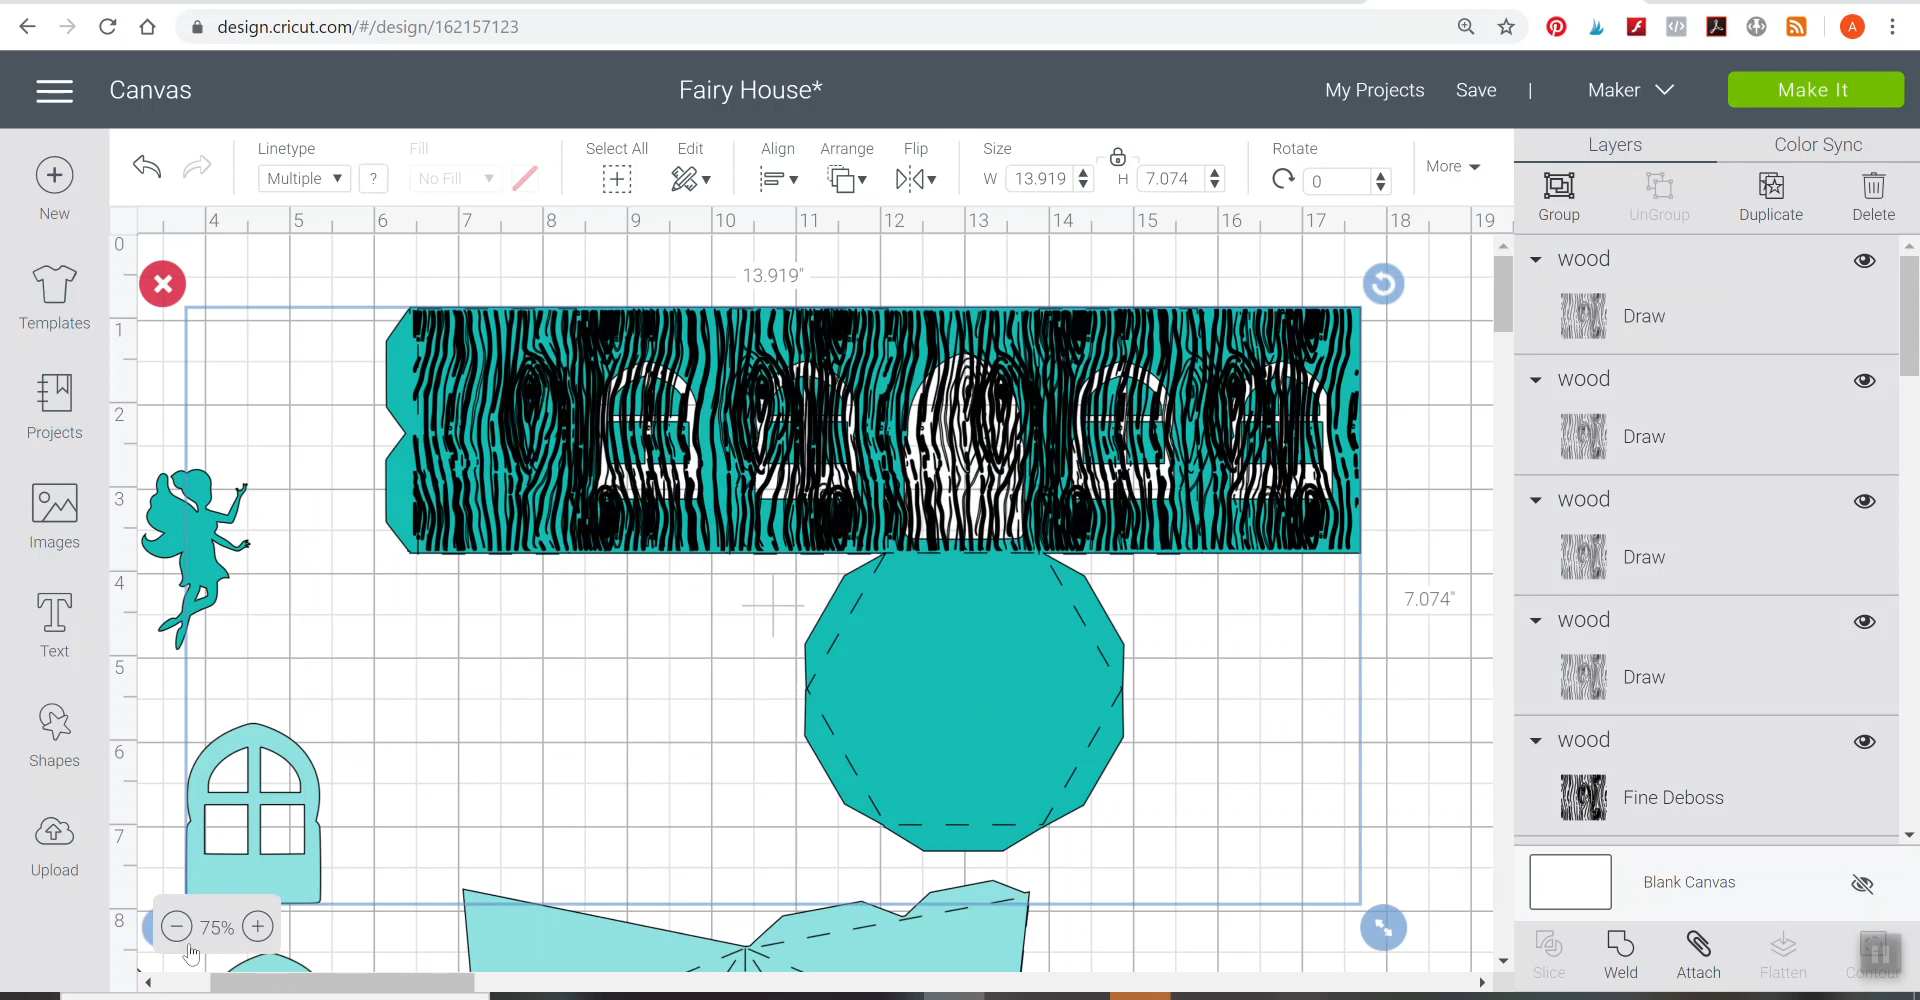 design.cricut.com/#/design/162157123
A
Canvas
Fairy House*
My Projects
Save
|
Maker
Make It
New
Templates
Projects
Images
Text
Shapes
Upload
Linetype
Multiple
?
Fill
No Fill
Select All
Edit
Align
Arrange
Flip
Size
W 13.919
H 7.074
Rotate
0
More
Layers
Color Sync
Group
UnGroup
Duplicate
Delete
4 5 6 7 8 9 10 11 12 13 14 15 16 17 18 19
0
1
2
3
4
5
6
7
8
13.919"
7.074"
75%
wood
Draw
wood
Draw
wood
Draw
wood
Draw
wood
Fine Deboss
Blank Canvas
Slice
Weld
Attach
Flatten
Contour